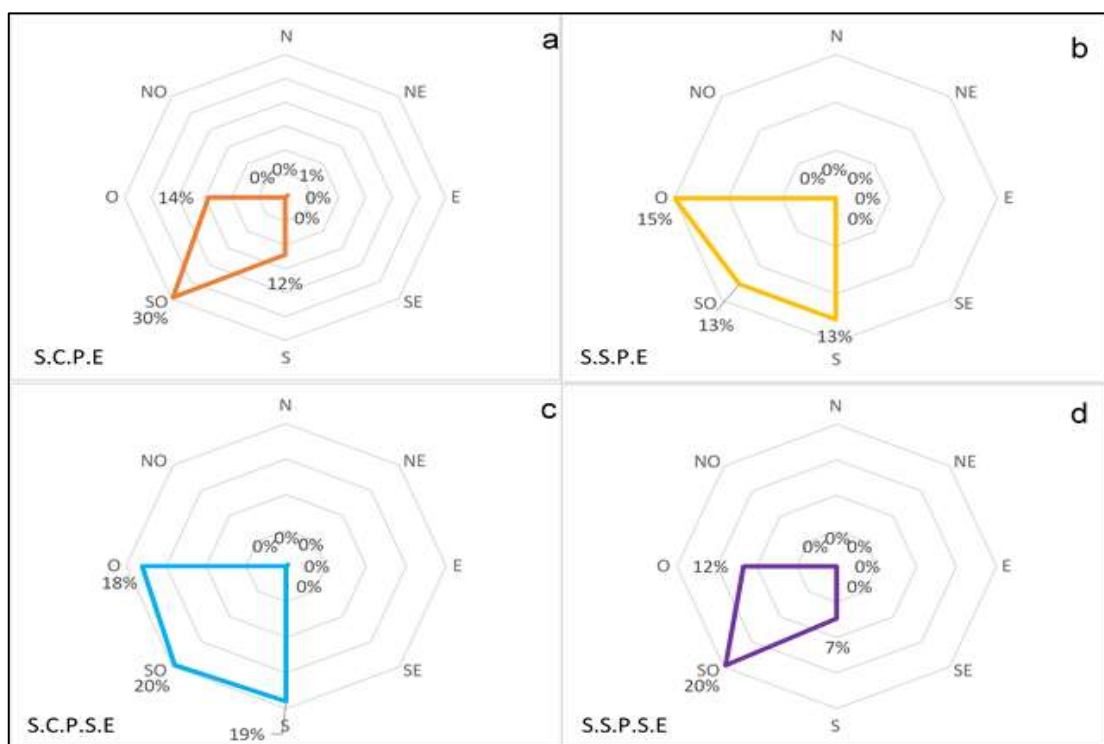 a
N
NO
NE
0%
0%
1%
14%
0%
O
E
0%
SO
12%
SE
30%
S
S.C.P.E
b
N
NO
NE
0%
0%
0%
0%
O
E
15%
0%
SO
SE
13%
13%
S
S.S.P.E
c
N
NO
NE
0%
0%
0%
O
0%
E
18%
0%
SO
SE
20%
S
19%
S.C.P.S.E
d
N
NO
NE
0%
0%
0%
O
12%
0%
E
0%
SO
7%
SE
20%
S
S.S.P.S.E